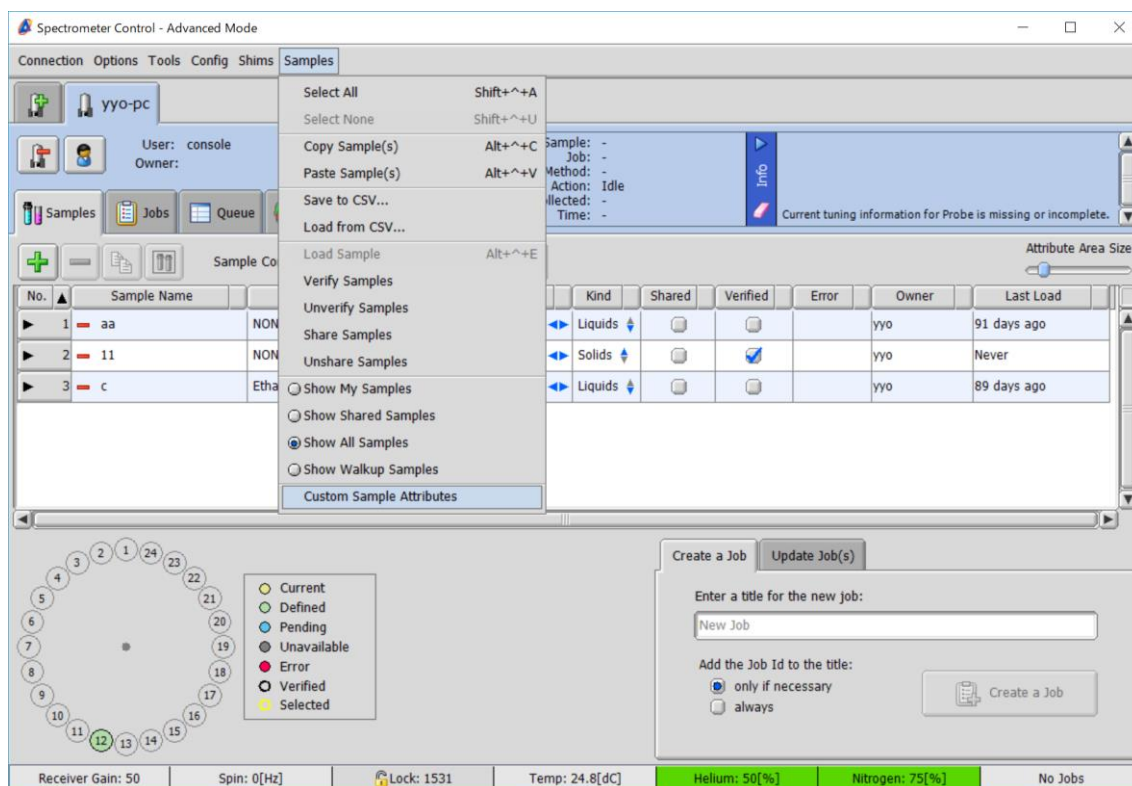 Spectrometer Control - Advanced Mode
Connection Options Tools Config Shims Samples
yyo-pc
User: console
Owner:
Samples Jobs Queue
Select All Shift+^+A
Select None Shift+^+U
Copy Sample(s) Alt+^+C
Paste Sample(s) Alt+^+V
Save to CSV...
Load from CSV...
Load Sample Alt+^+E
Verify Samples
Unverify Samples
Share Samples
Unshare Samples
Show My Samples
Show Shared Samples
Show All Samples
Show Walkup Samples
Custom Sample Attributes
Sample: -
Job: -
Method: -
Action: Idle
llected: -
Time: -
Info
Current tuning information for Probe is missing or incomplete.
Sample Co
Attribute Area Size
No. Sample Name Kind Shared Verified Error Owner Last Load
1 aa NON Liquids yyo 91 days ago
2 11 NON Solids yyo Never
3 c Etha Liquids yyo 89 days ago
1
2
3
4
5
6
7
8
9
10
11
12
13
14
15
16
17
18
19
20
21
22
23
24
Current
Defined
Pending
Unavailable
Error
Verified
Selected
Create a Job Update Job(s)
Enter a title for the new job:
New Job
Add the Job Id to the title:
only if necessary
always
Create a Job
Receiver Gain: 50 Spin: 0[Hz] Lock: 1531 Temp: 24.8[dC] Helium: 50[%] Nitrogen: 75[%] No Jobs